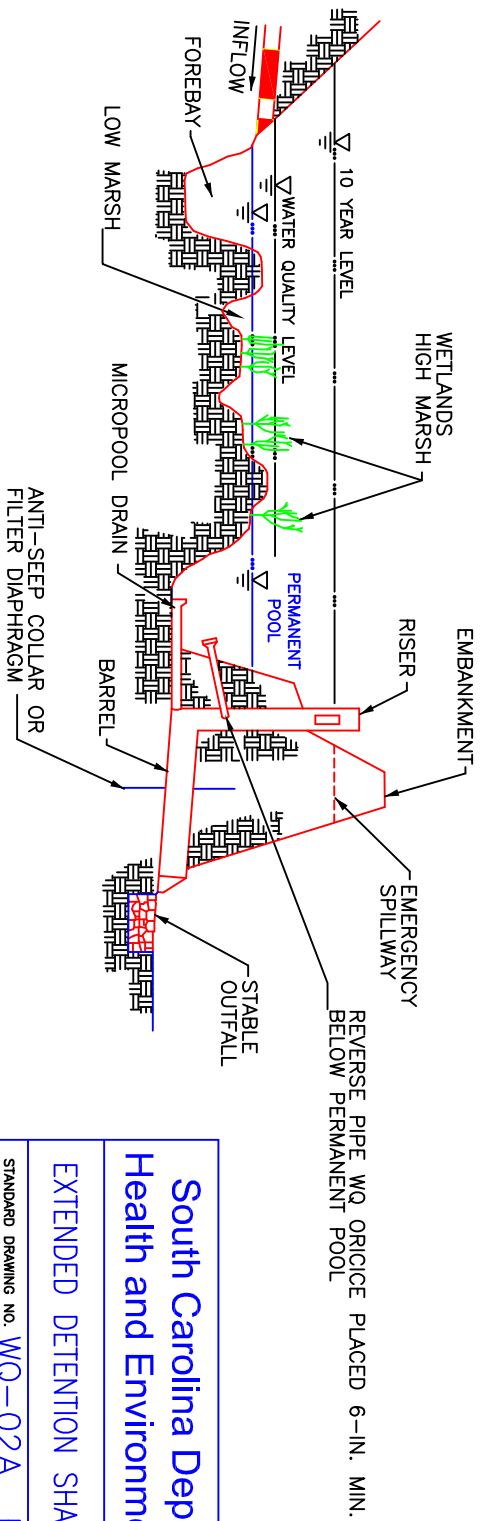 EMBANKMENT
EMERGENCY
SPILLWAY
REVERSE PIPE WQ ORICICE PLACED 6-IN. MIN.
BELOW PERMANENT POOL
RISER
WETLANDS
HIGH MARSH
10 YEAR LEVEL
WATER QUALITY LEVEL
PERMANENT
POOL
INFLOW
FOREBAY
LOW MARSH
MICROPOOL DRAIN
BARREL
STABLE
OUTFALL
ANTI-SEEP COLLAR OR
FILTER DIAPHRAGM
South Carolina Dep
Health and Environme
EXTENDED DETENTION SHA
STANDARD DRAWING NO. WQ-02A